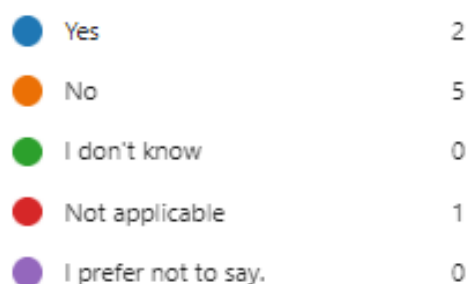 Yes 2
No 5
I don't know 0
Not applicable 1
I prefer not to say. 0